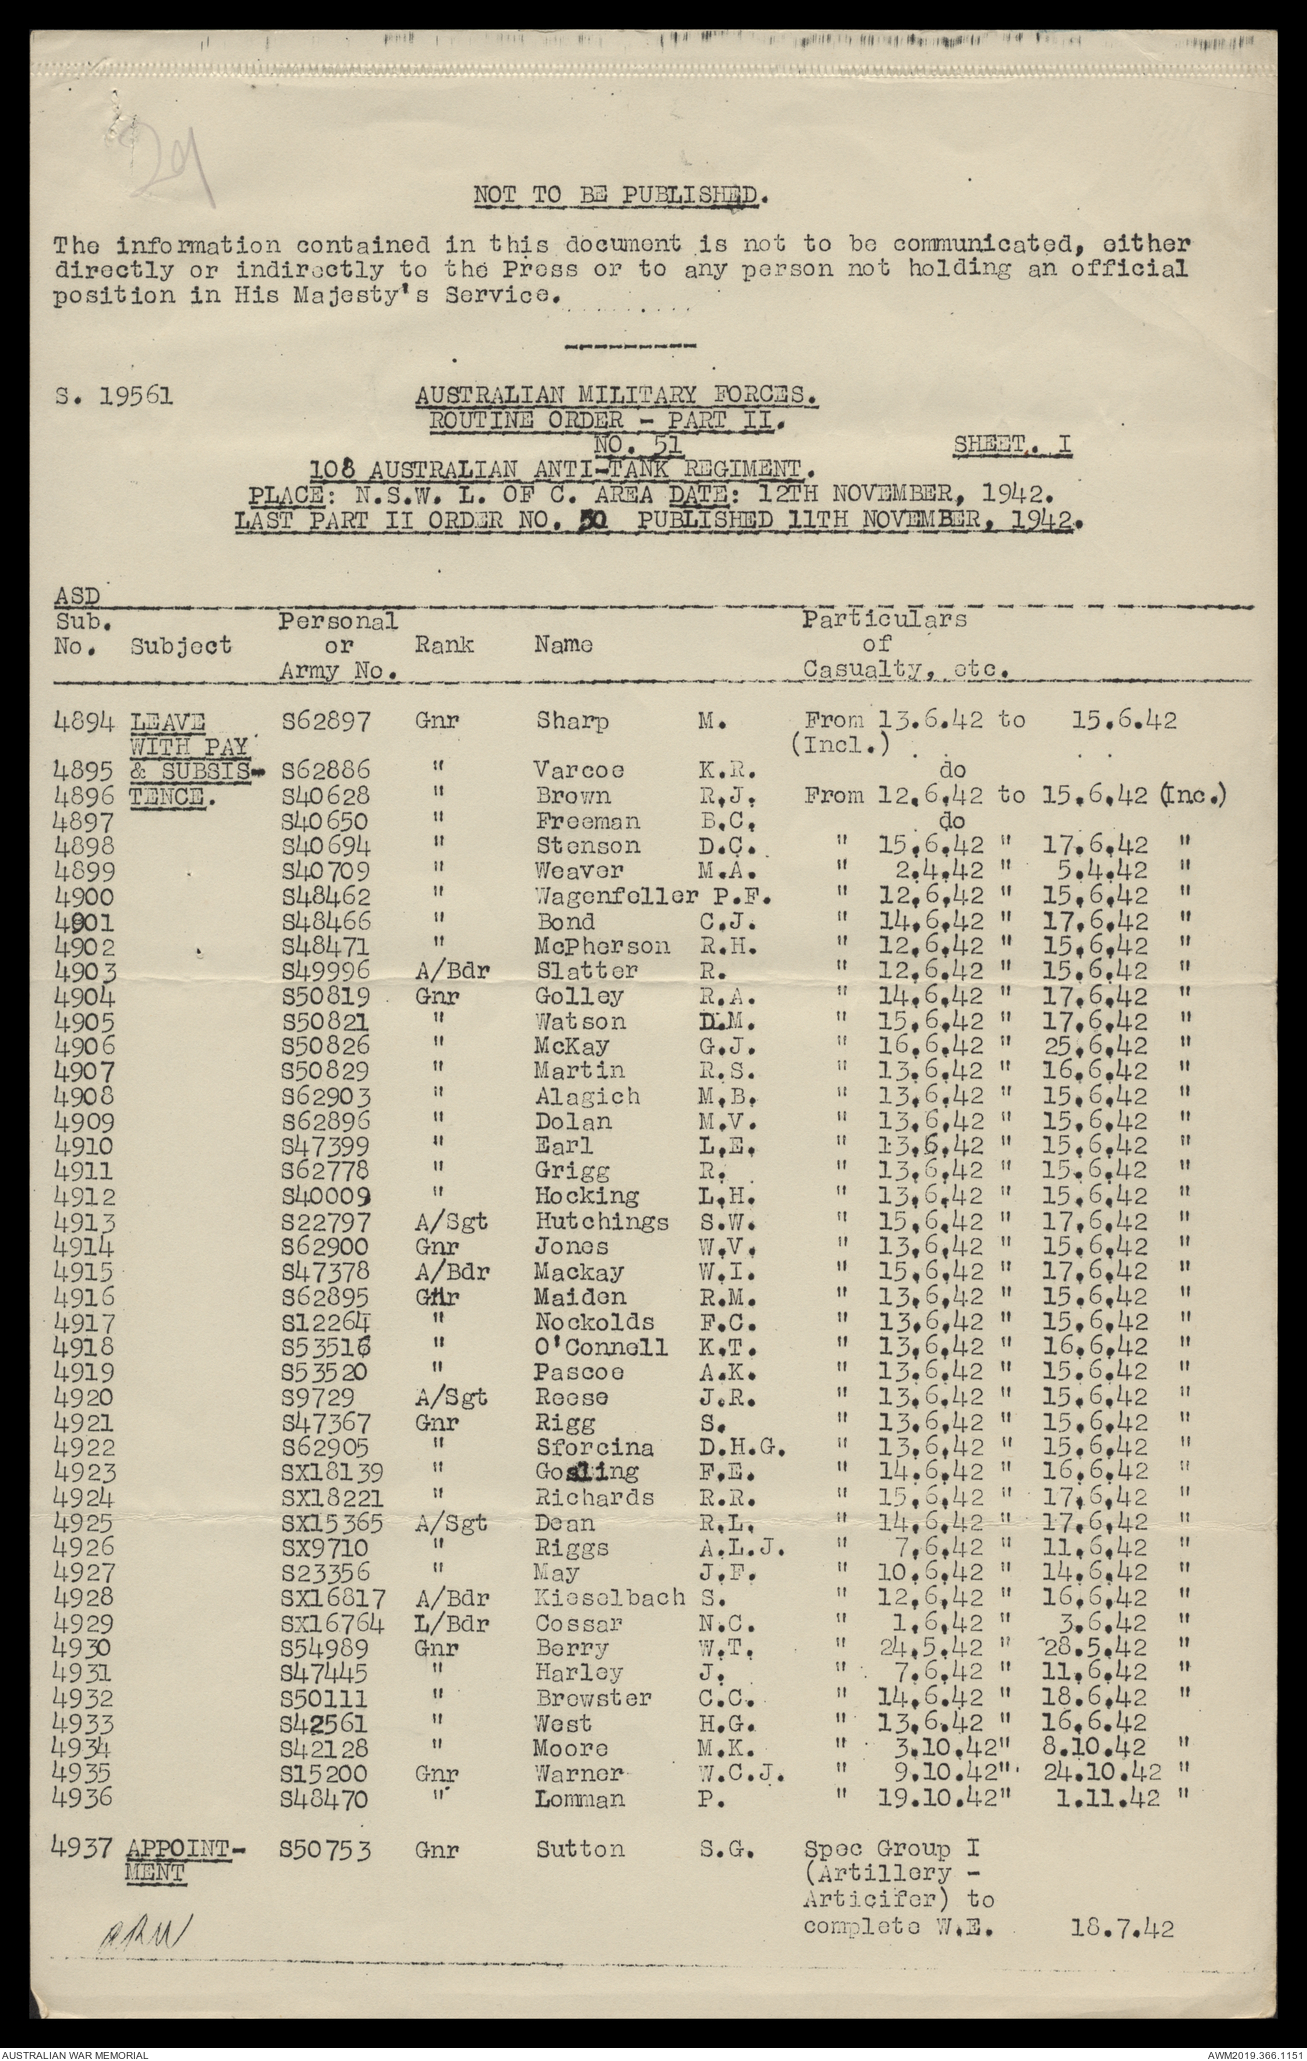 29
NOT TO BE PUBLISHED.
The information contained in this document is not to be communicated, either
directly or indirectly to the Press or to any person not holding an official
position in His Majesty's Service.
S. 19561 AUSTRALIAN MILITARY FORCES.
ROUTINE ORDER - PART II.
NO. 51 SHEET. I
108 AUSTRALIAN ANTI-TANK REGIMENT.
PLACE: N.S.W. L. OF C. AREA DATE: 12TH NOVEMBER, 1942.
LAST PART II ORDER NO. 50 PUBLISHED 11TH NOVEMBER, 1942.
ASD
Sub. Personal Particulars
No. Subject or Rank Name of
Army No. Casualty, etc.
4894 LEAVE S62897 Gnr Sharp M. From 13.6.42 to 15.6.42
WITH PAY (Incl.)
4895 & SUBSIS- S62886 " Varcoe K.R. do
4896 TENCE. S40628 " Brown R.J. From 12.6.42 to 15.6.42 (Inc.)
4897 S40650 " Freeman B.C. do
4898 S40694 " Stenson D.C. " 15.6.42 " 17.6.42 "
4899 S40709 " Weaver M.A. " 2.4.42 " 5.4.42 "
4900 S48462 " Wagenfeller P.F. " 12.6.42 " 15.6.42 "
4901 S48466 " Bond C.J. " 14.6.42 " 17.6.42 "
4902 S48471 " McPherson R.H. " 12.6.42 " 15.6.42 "
4903 S49996 A/Bdr Slatter R. " 12.6.42 " 15.6.42 "
4904 S50819 Gnr Golley R.A. " 14.6.42 " 17.6.42 "
4905 S50821 " Watson D.M. " 15.6.42 " 17.6.42 "
4906 S50826 " McKay G.J. " 16.6.42 " 25.6.42 "
4907 S50829 " Martin R.S. " 13.6.42 " 16.6.42 "
4908 S62903 " Alagich M.B. " 13.6.42 " 15.6.42 "
4909 S62896 " Dolan M.V. " 13.6.42 " 15.6.42 "
4910 S47399 " Earl L.E. " 13.6.42 " 15.6.42 "
4911 S62778 " Grigg R. " 13.6.42 " 15.6.42 "
4912 S40009 " Hocking L.H. " 13.6.42 " 15.6.42 "
4913 S22797 A/Sgt Hutchings S.W. " 15.6.42 " 17.6.42 "
4914 S62900 Gnr Jones W.V. " 13.6.42 " 15.6.42 "
4915 S47378 A/Bdr Mackay W.I. " 15.6.42 " 17.6.42 "
4916 S62895 Gnr Maiden R.M. " 13.6.42 " 15.6.42 "
4917 S12264 " Nockolds F.C. " 13.6.42 " 15.6.42 "
4918 S53516 " O'Connell K.T. " 13.6.42 " 16.6.42 "
4919 S53520 " Pascoe A.K. " 13.6.42 " 15.6.42 "
4920 S9729 A/Sgt Reese J.R. " 13.6.42 " 15.6.42 "
4921 S47367 Gnr Rigg S. " 13.6.42 " 15.6.42 "
4922 S62905 " Sforcina D.H.G. " 13.6.42 " 15.6.42 "
4923 SX18139 " Gosling F.E. " 14.6.42 " 16.6.42 "
4924 SX18221 " Richards R.R. " 15.6.42 " 17.6.42 "
4925 SX15365 A/Sgt Dean R.L. " 14.6.42 " 17.6.42 "
4926 SX9710 " Riggs A.L.J. " 7.6.42 " 11.6.42 "
4927 S23356 " May J.F. " 10.6.42 " 14.6.42 "
4928 SX16817 A/Bdr Kieselbach S. " 12.6.42 " 16.6.42 "
4929 SX16764 L/Bdr Cossar N.C. " 1.6.42 " 3.6.42 "
4930 S54989 Gnr Berry W.T. " 24.5.42 " 28.5.42 "
4931 S47445 " Harley J. " 7.6.42 " 11.6.42 "
4932 S50111 " Brewster C.C. " 14.6.42 " 18.6.42 "
4933 S42561 " West H.G. " 13.6.42 " 16.6.42
4934 S42128 " Moore M.K. " 3.10.42" 8.10.42 "
4935 S15200 Gnr Warner W.C.J. " 9.10.42" 24.10.42 "
4936 S48470 " Lomman P. " 19.10.42" 1.11.42 "
4937 APPOINT- S50753 Gnr Sutton S.G. Spec Group I
MENT (Artillery -
Articifer) to
complete W.E. 18.7.42
AUSTRALIAN WAR MEMORIAL AWM2019.366.1151